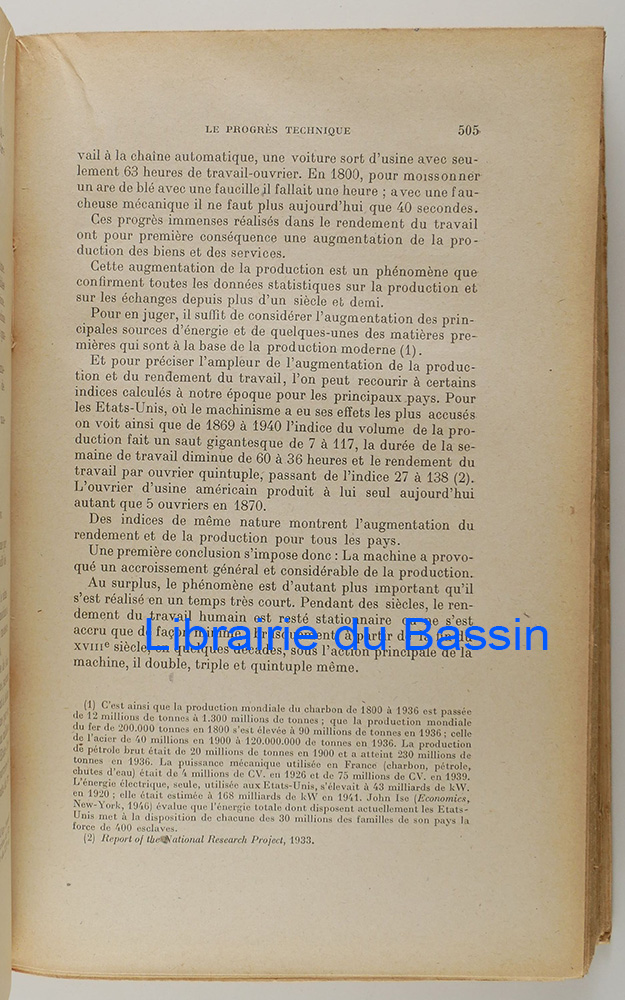 LE PROGRÈS TECHNIQUE 505
vail à la chaîne automatique, une voiture sort d'usine avec seu-
lement 63 heures de travail-ouvrier. En 1800, pour moissonner
un are de blé avec une faucille il fallait une heure ; avec une fau-
cheuse mécanique il ne faut plus aujourd'hui que 40 secondes.
Ces progrès immenses réalisés dans le rendement du travail
ont pour première conséquence une augmentation de la pro-
duction des biens et des services.
Cette augmentation de la production est un phénomène que
confirment toutes les données statistiques sur la production et
sur les échanges depuis plus d'un siècle et demi.
Pour en juger, il suffit de considérer l'augmentation des prin-
cipales sources d'énergie et de quelques-unes des matières pre-
mières qui sont à la base de la production moderne (1).
Et pour préciser l'ampleur de l'augmentation de la produc-
tion et du rendement du travail, l'on peut recourir à certains
indices calculés à notre époque pour les principaux pays. Pour
les Etats-Unis, où le machinisme a eu ses effets les plus accusés
on voit ainsi que de 1869 à 1940 l'indice du volume de la pro-
duction fait un saut gigantesque de 7 à 117, la durée de la se-
maine de travail diminue de 60 à 36 heures et le rendement du
travail par ouvrier quintuple, passant de l'indice 27 à 138 (2).
L'ouvrier d'usine américain produit à lui seul aujourd'hui
autant que 5 ouvriers en 1870.
Des indices de même nature montrent l'augmentation du
rendement et de la production pour tous les pays.
Une première conclusion s'impose donc : La machine a provo-
qué un accroissement général et considérable de la production.
Au surplus, le phénomène est d'autant plus important qu'il
s'est réalisé en un temps très court. Pendant des siècles, le ren-
dement du travail humain est resté stationnaire ou ne s'est
accru que de façon minime. Brusquement, à partir de la fin du
XVIIIe siècle, en quelques décades, sous l'action principale de la
machine, il double, triple et quintuple même.
Librairie du Bassin
(1) C'est ainsi que la production mondiale du charbon de 1800 à 1936 est passée
de 12 millions de tonnes à 1.300 millions de tonnes ; que la production mondiale
du fer de 200.000 tonnes en 1800 s'est élevée à 90 millions de tonnes en 1936 ; celle
de l'acier de 40 millions en 1900 à 120.000.000 de tonnes en 1936. La production
de pétrole brut était de 20 millions de tonnes en 1900 et a atteint 230 millions de
tonnes en 1936. La puissance mécanique utilisée en France (charbon, pétrole,
chutes d'eau) était de 4 millions de CV. en 1926 et de 75 millions de CV. en 1939.
L'énergie électrique, seule, utilisée aux Etats-Unis, s'élevait à 43 milliards de kW.
en 1920 ; elle était estimée à 168 milliards de kW en 1941. John Ise (Economics,
New-York, 1946) évalue que l'énergie totale dont disposent actuellement les Etats-
Unis met à la disposition de chacune des 30 millions des familles de son pays la
force de 400 esclaves.
(2) Report of the National Research Project, 1933.